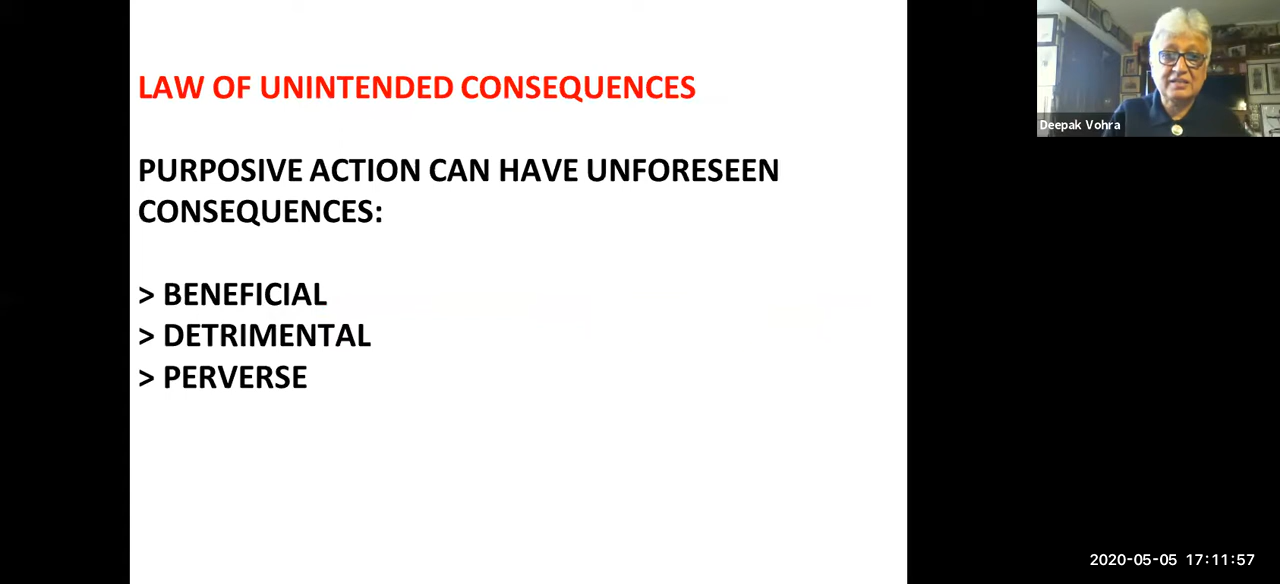 LAW OF UNINTENDED CONSEQUENCES
PURPOSIVE ACTION CAN HAVE UNFORESEEN
CONSEQUENCES:
> BENEFICIAL
> DETRIMENTAL
> PERVERSE
Deepak Vohra
2020-05-05 17:11:57